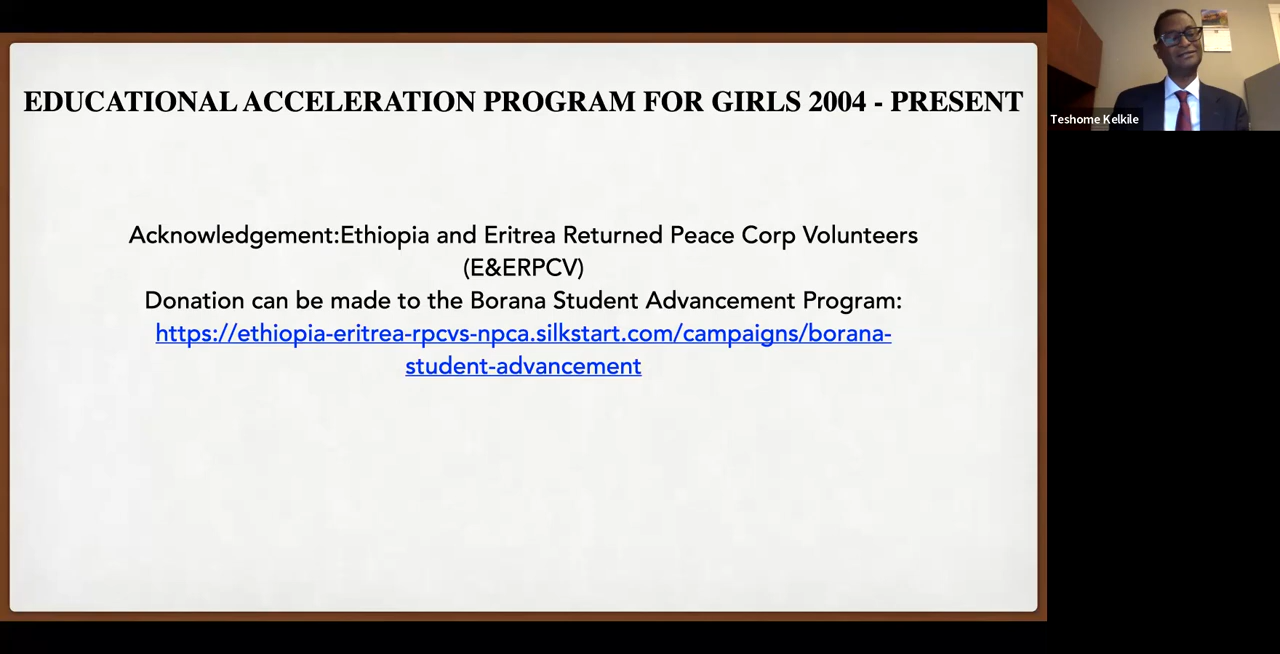 EDUCATIONAL ACCELERATION PROGRAM FOR GIRLS 2004 - PRESENT
Acknowledgement:Ethiopia and Eritrea Returned Peace Corp Volunteers
(E&ERPCV)
Donation can be made to the Borana Student Advancement Program:
https://ethiopia-eritrea-rpcvs-npca.silkstart.com/campaigns/borana-
student-advancement
Teshome Kelkile